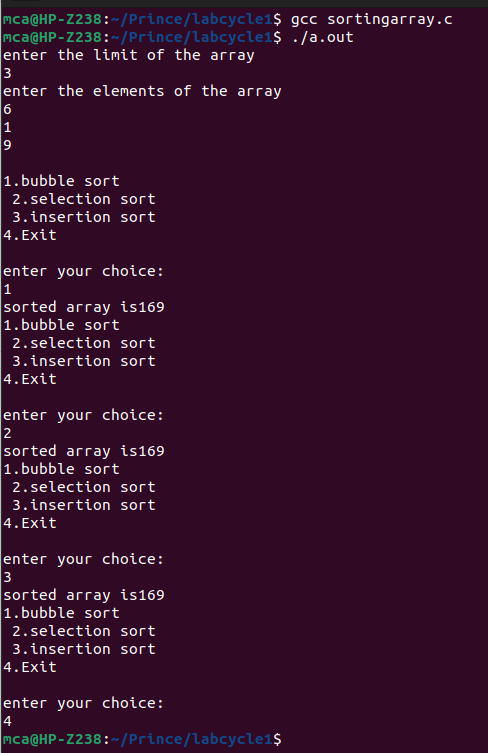 mca@HP-Z238:~/Prince/labcycle1$ gcc sortingarray.c
mca@HP-Z238:~/Prince/labcycle1$ ./a.out
enter the limit of the array
3
enter the elements of the array
6
1
9

1.bubble sort
 2.selection sort
 3.insertion sort
4.Exit

enter your choice:
1
sorted array is169
1.bubble sort
 2.selection sort
 3.insertion sort
4.Exit

enter your choice:
2
sorted array is169
1.bubble sort
 2.selection sort
 3.insertion sort
4.Exit

enter your choice:
3
sorted array is169
1.bubble sort
 2.selection sort
 3.insertion sort
4.Exit

enter your choice:
4
mca@HP-Z238:~/Prince/labcycle1$